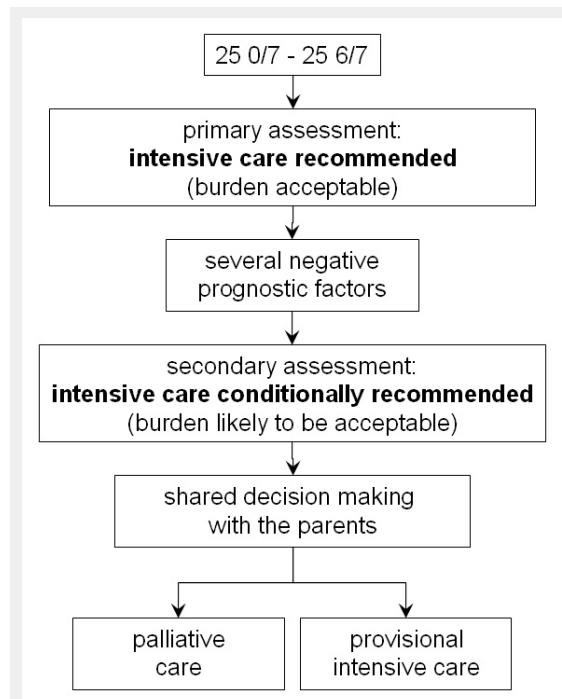 25 0/7 - 25 6/7
primary assessment:
intensive care recommended
(burden acceptable)
several negative
prognostic factors
secondary assessment:
intensive care conditionally recommended
(burden likely to be acceptable)
shared decision making
with the parents
palliative
care
provisional
intensive care